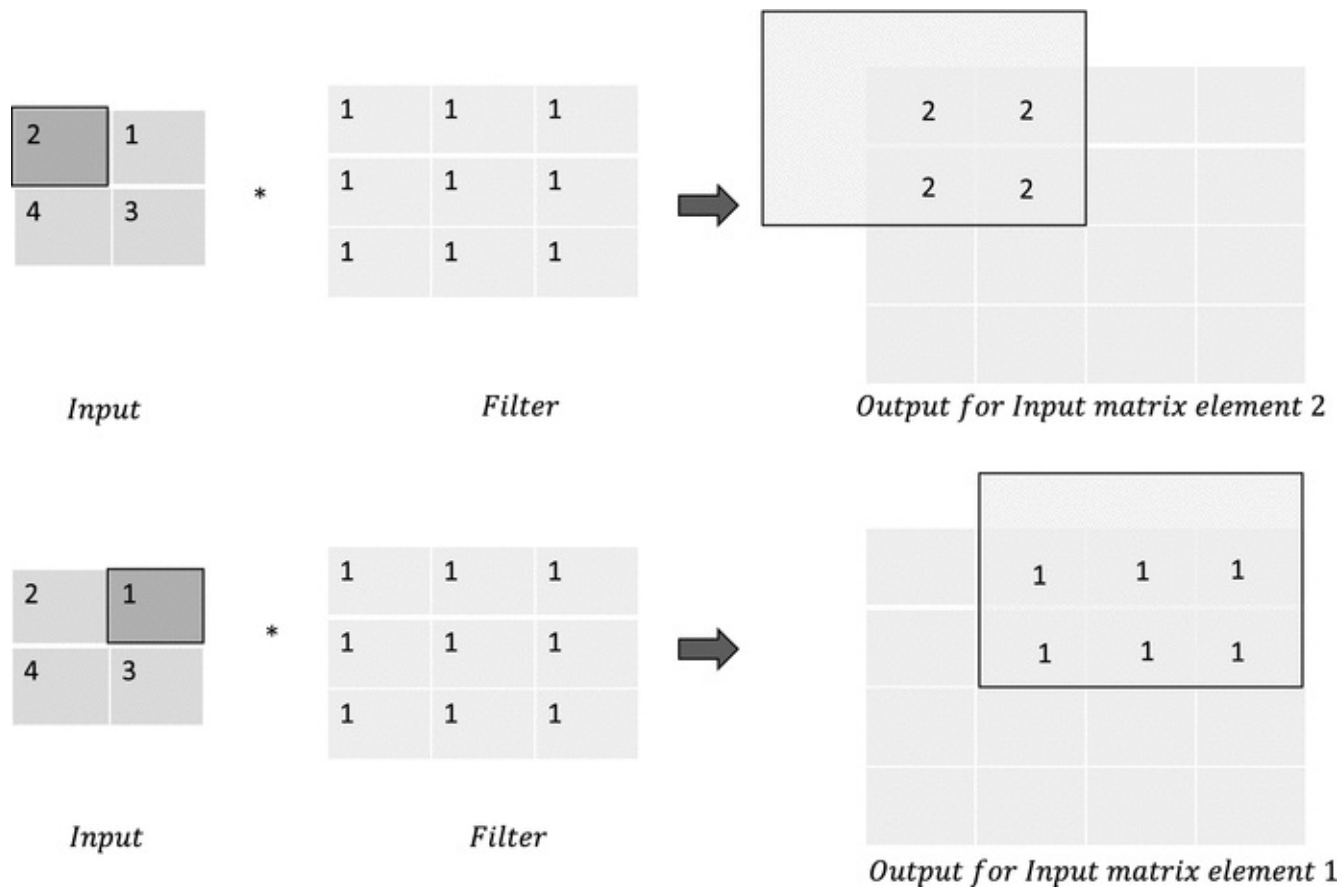 1 1 1
2 1 2 2
1 1 1
4 3 * 2 2
1 1 1
Input Filter Output for Input matrix element 2
1 1 1
2 1 1 1 1
*
4 3 1 1 1 1 1 1
1 1 1
Input Filter
Output for Input matrix element 1